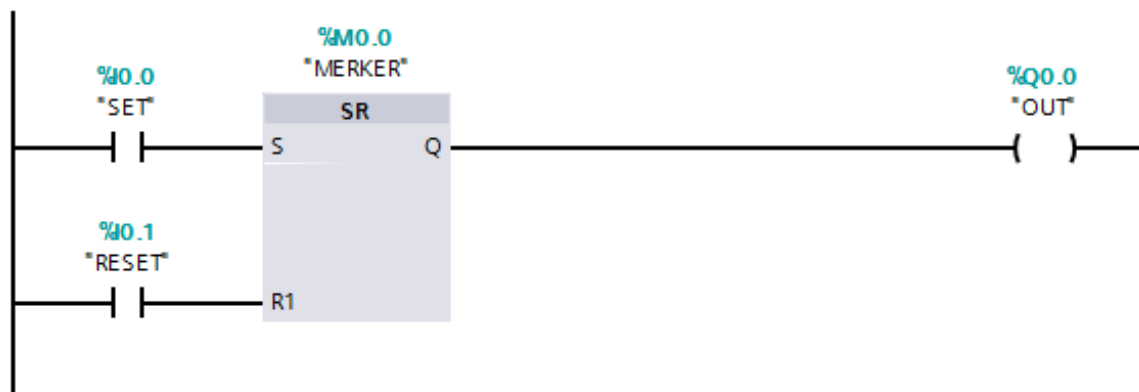 %M0.0
"MERKER"
%I0.0
"SET"
SR
%Q0.0
"OUT"
S
Q
%I0.1
"RESET"
R1